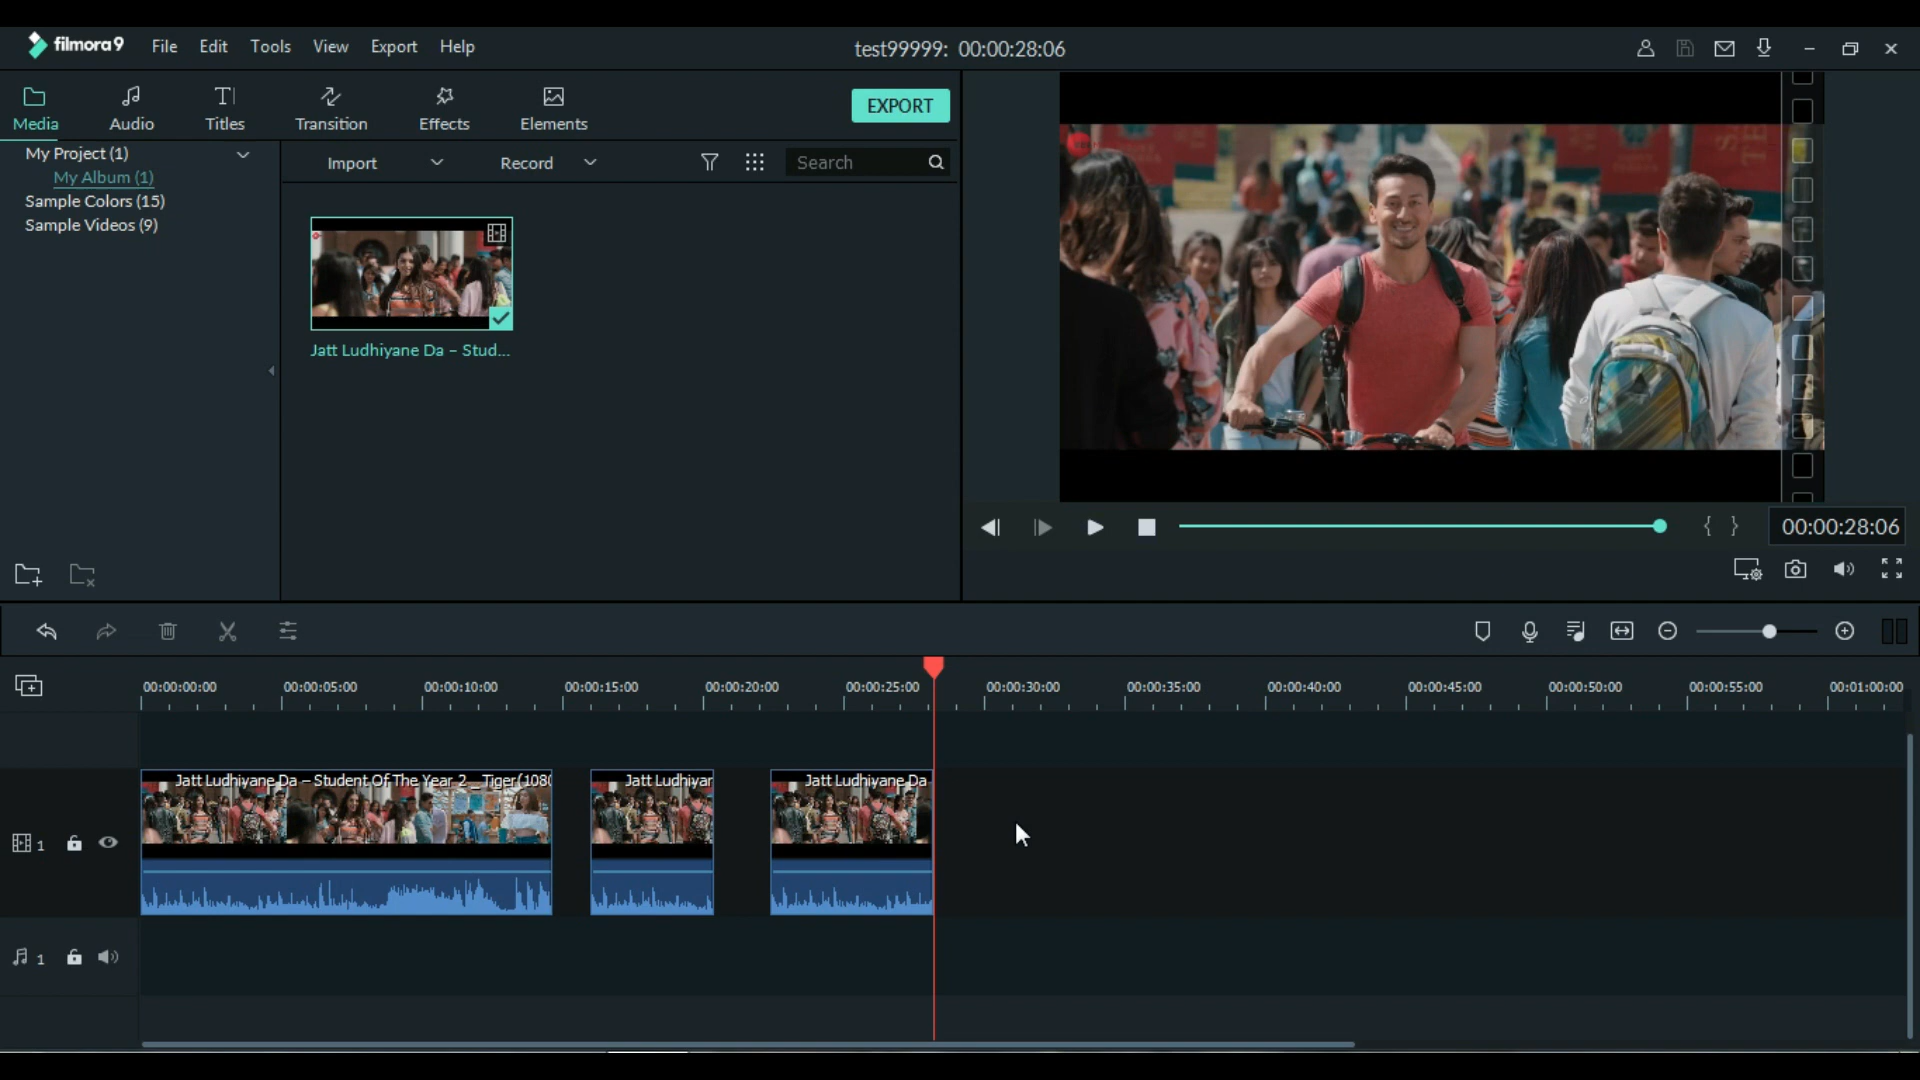 filmora9 File Edit Tools View Export Help
test99999: 00:00:28:06
Media Audio Titles Transition Effects Elements
EXPORT
My Project (1)
My Album (1)
Sample Colors (15)
Sample Videos (9)
Import Record Search
Jatt Ludhiyane Da – Stud...
{ } 00:00:28:06
00:00:00:00 00:00:05:00 00:00:10:00 00:00:15:00 00:00:20:00 00:00:25:00 00:00:30:00 00:00:35:00 00:00:40:00 00:00:45:00 00:00:50:00 00:00:55:00 00:01:00:00
Jatt Ludhiyane Da – Student Of The Year 2 _ Tiger(108
Jatt Ludhiyar
Jatt Ludhiyane Da
1
1